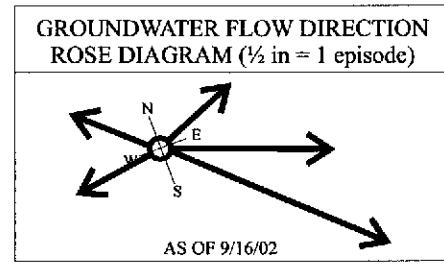 GROUNDWATER FLOW DIRECTION
ROSE DIAGRAM (½ in = 1 episode)
N
E
W
S
AS OF 9/16/02